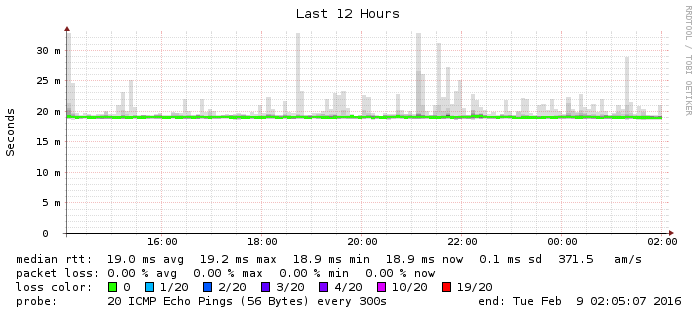 Last 12 Hours
RRDTOOL / TOBI OETIKER
Seconds
30 m
25 m
20 m
15 m
10 m
5 m
0
16:00 18:00 20:00 22:00 00:00 02:00
median rtt: 19.0 ms avg 19.2 ms max 18.9 ms min 18.9 ms now 0.1 ms sd 371.5 am/s
packet loss: 0.00 % avg 0.00 % max 0.00 % min 0.00 % now
loss color: 0 1/20 2/20 3/20 4/20 10/20 19/20
probe: 20 ICMP Echo Pings (56 Bytes) every 300s end: Tue Feb 9 02:05:07 2016